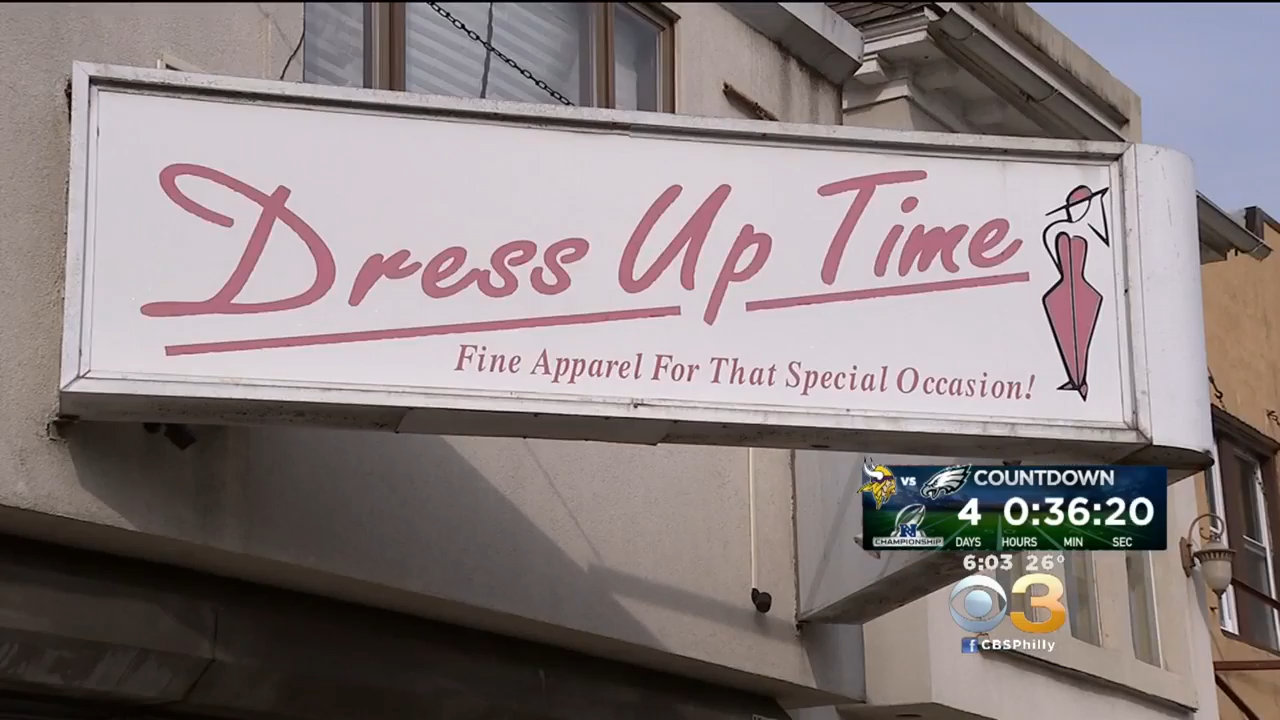 Dress Up Time
Fine Apparel For That Special Occasion!
VS COUNTDOWN
4 0:36:20
N
CHAMPIONSHIP DAYS HOURS MIN SEC
6:03 26°
3
f CBSPhilly